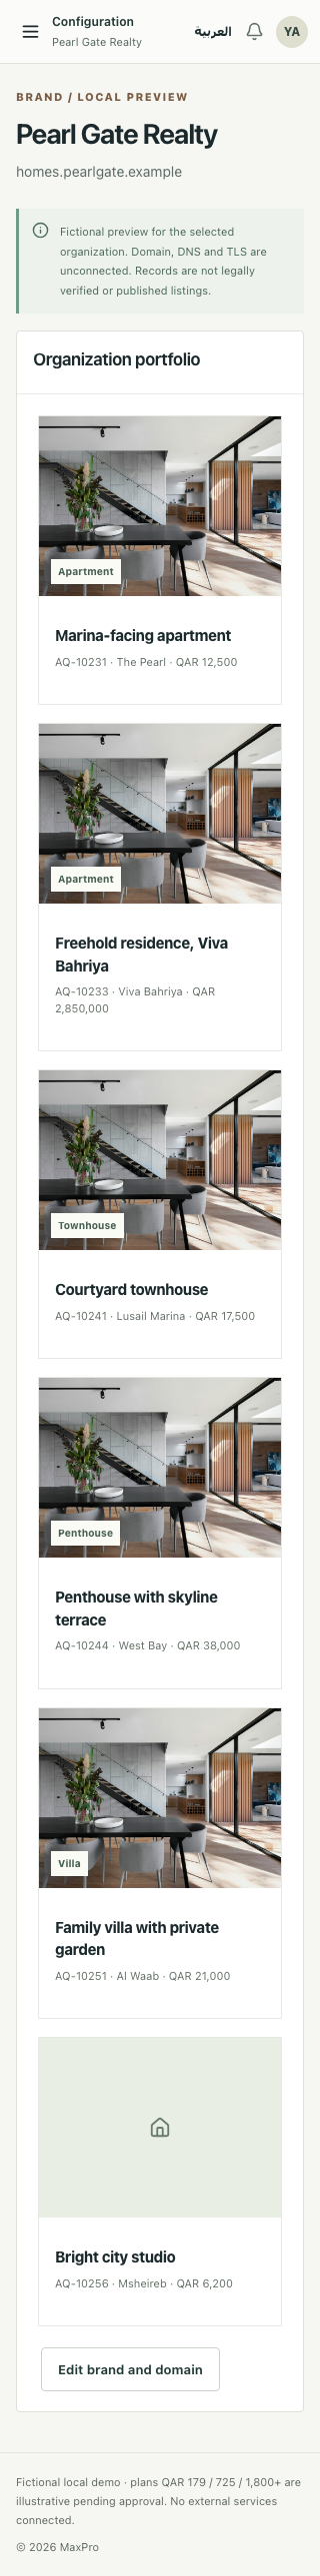 Configuration
Pearl Gate Realty
العربية
YA
BRAND / LOCAL PREVIEW
Pearl Gate Realty
homes.pearlgate.example
Fictional preview for the selected
organization. Domain, DNS and TLS are
unconnected. Records are not legally
verified or published listings.
Organization portfolio
Apartment
Marina-facing apartment
AQ-10231 · The Pearl · QAR 12,500
Apartment
Freehold residence, Viva
Bahriya
AQ-10233 · Viva Bahriya · QAR
2,850,000
Townhouse
Courtyard townhouse
AQ-10241 · Lusail Marina · QAR 17,500
Penthouse
Penthouse with skyline
terrace
AQ-10244 · West Bay · QAR 38,000
Villa
Family villa with private
garden
AQ-10251 · Al Waab · QAR 21,000
Bright city studio
AQ-10256 · Msheireb · QAR 6,200
Edit brand and domain
Fictional local demo · plans QAR 179 / 725 / 1,800+ are
illustrative pending approval. No external services
connected.
© 2026 MaxPro